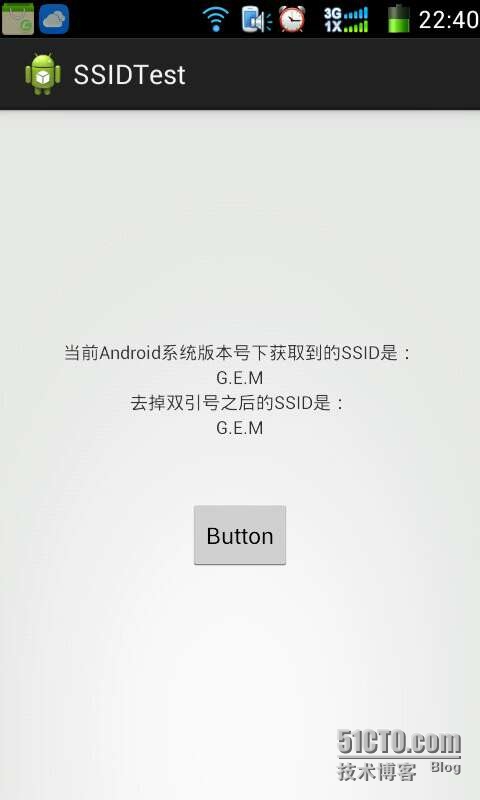 3G
1X
22:40
SSIDTest
当前Android系统版本号下获取到的SSID是：
G.E.M
去掉双引号之后的SSID是：
G.E.M
Button
51CTO.com
技术博客 Blog